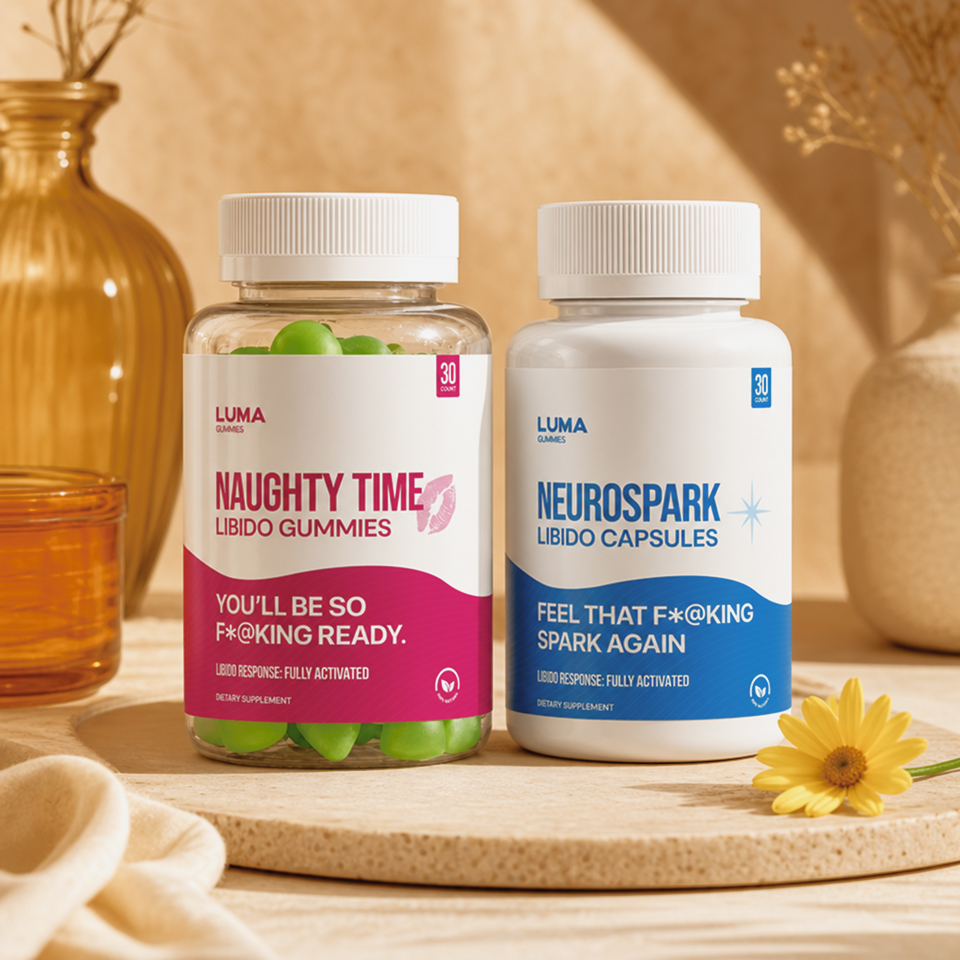 30
COUNT
LUMA
GUMMIES
NAUGHTY TIME
LIBIDO GUMMIES
YOU'LL BE SO
F*@KING READY.
LIBIDO RESPONSE: FULLY ACTIVATED
DIETARY SUPPLEMENT
30
COUNT
LUMA
GUMMIES
NEUROSPARK
LIBIDO CAPSULES
FEEL THAT F*@KING
SPARK AGAIN
LIBIDO RESPONSE: FULLY ACTIVATED
DIETARY SUPPLEMENT